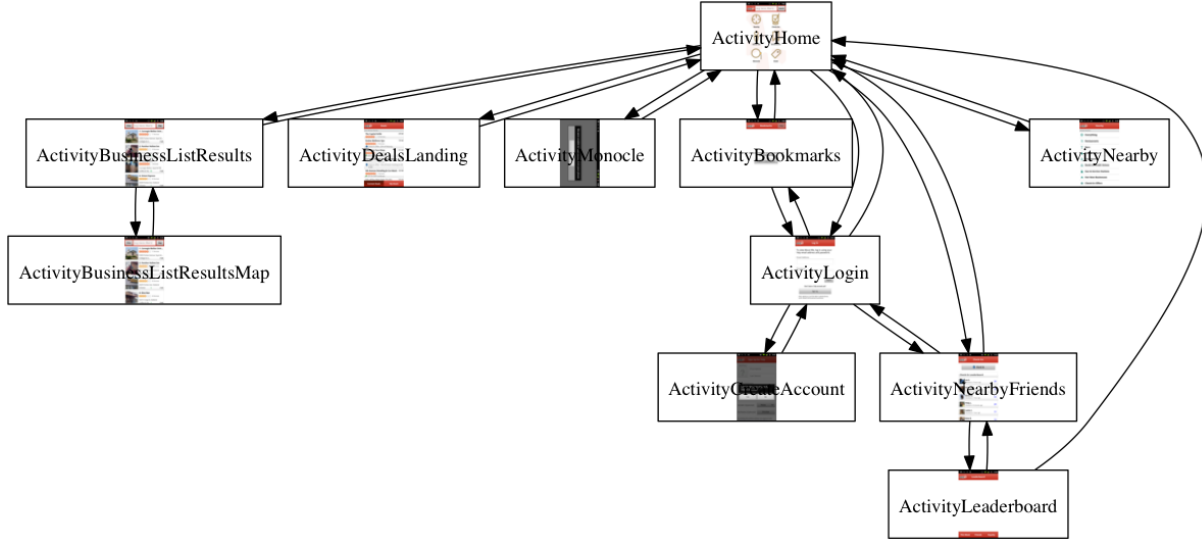 ActivityHome
ActivityBusinessListResults
ActivityDealsLanding
ActivityMonocle
ActivityBookmarks
ActivityNearby
ActivityBusinessListResultsMap
ActivityLogin
ActivityCreateAccount
ActivityNearbyFriends
ActivityLeaderboard